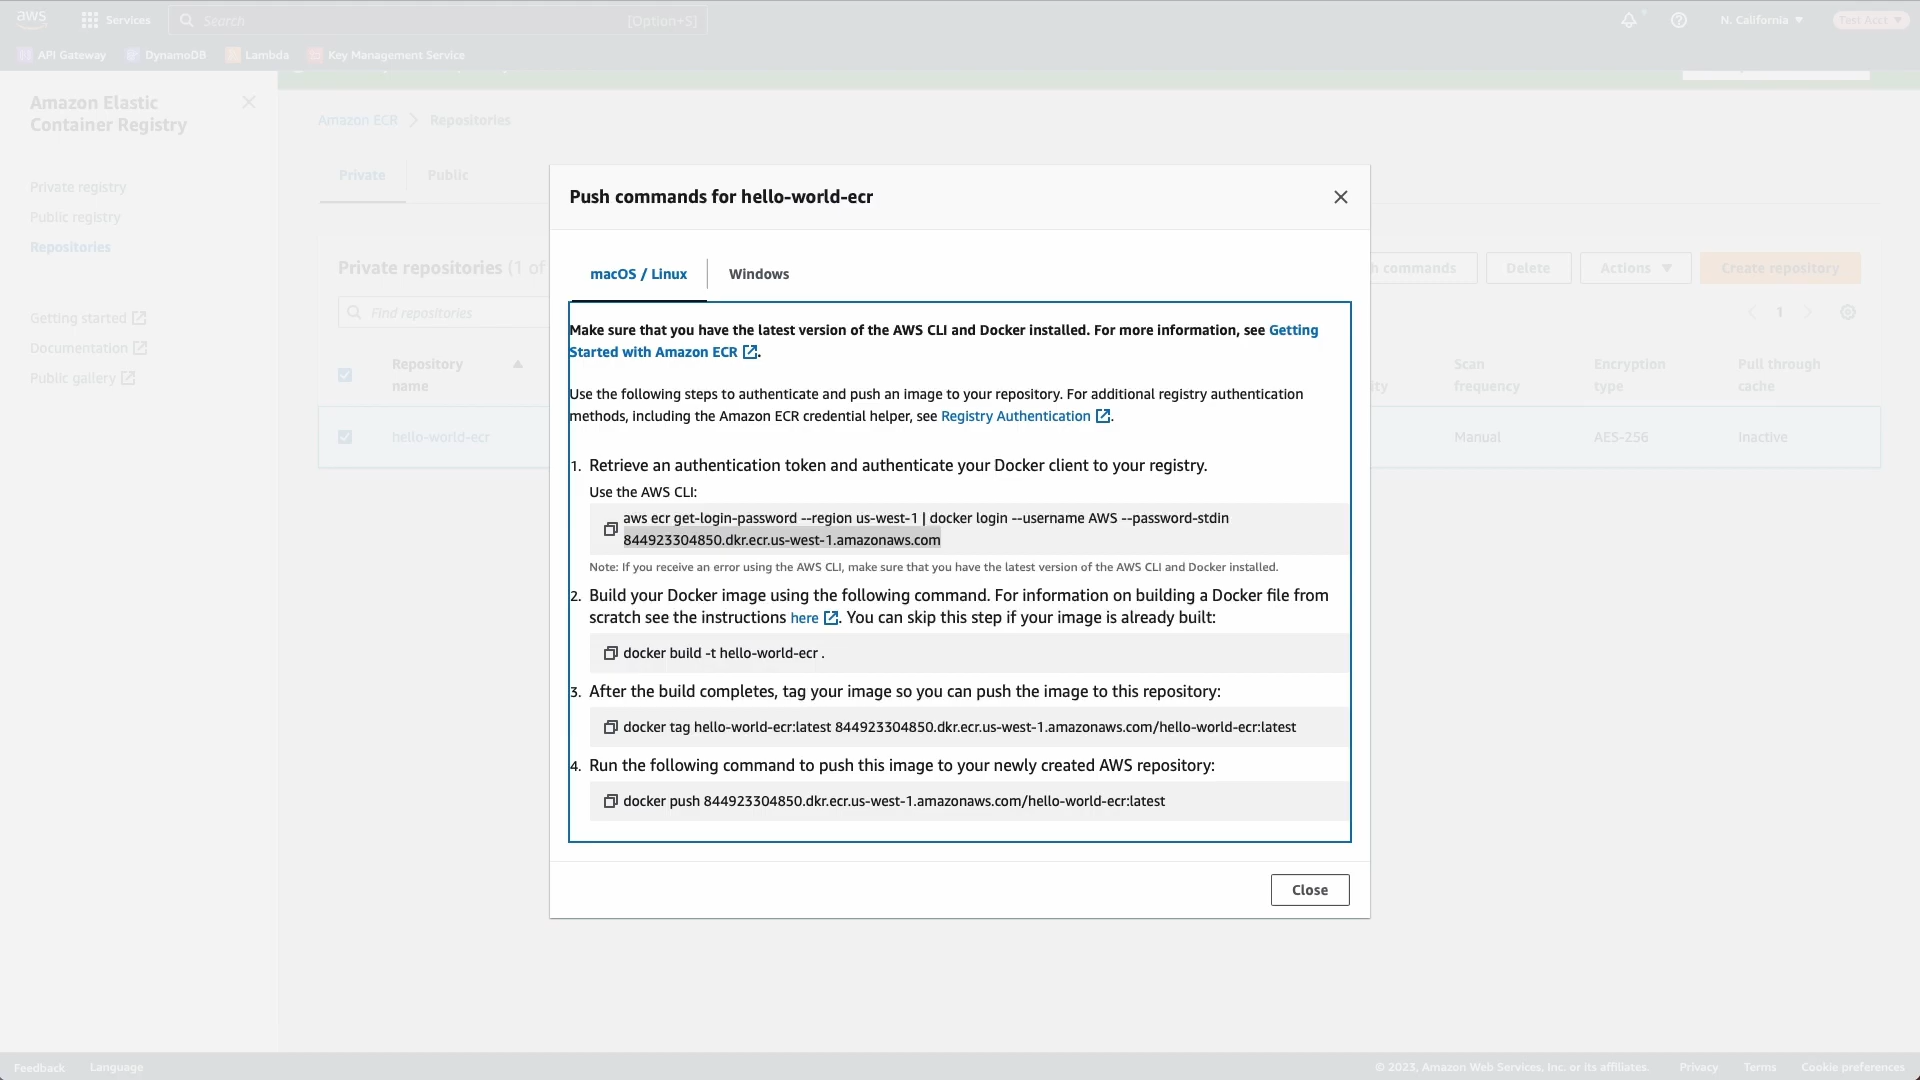 aws
Services
Search
[Option+S]
N. California
Test Acct
API Gateway
DynamoDB
Lambda
Key Management Service
Amazon Elastic
Container Registry
Private registry
Public registry
Repositories
Getting started
Documentation
Public gallery
Amazon ECR
Repositories
Private
Public
Private repositories (1 of
commands
Delete
Actions
Create repository
Find repositories
1
Repository
name
Scan
frequency
Encryption
type
Pull through
cache
hello-world-ecr
Manual
AES-256
Inactive
Push commands for hello-world-ecr
macOS / Linux
Windows
Make sure that you have the latest version of the AWS CLI and Docker installed. For more information, see Getting
Started with Amazon ECR.
Use the following steps to authenticate and push an image to your repository. For additional registry authentication
methods, including the Amazon ECR credential helper, see Registry Authentication.
1. Retrieve an authentication token and authenticate your Docker client to your registry.
Use the AWS CLI:
aws ecr get-login-password --region us-west-1 | docker login --username AWS --password-stdin
844923304850.dkr.ecr.us-west-1.amazonaws.com
Note: If you receive an error using the AWS CLI, make sure that you have the latest version of the AWS CLI and Docker installed.
2. Build your Docker image using the following command. For information on building a Docker file from
scratch see the instructions here. You can skip this step if your image is already built:
docker build -t hello-world-ecr .
3. After the build completes, tag your image so you can push the image to this repository:
docker tag hello-world-ecr:latest 844923304850.dkr.ecr.us-west-1.amazonaws.com/hello-world-ecr:latest
4. Run the following command to push this image to your newly created AWS repository:
docker push 844923304850.dkr.ecr.us-west-1.amazonaws.com/hello-world-ecr:latest
Close
Feedback
Language
© 2023, Amazon Web Services, Inc. or its affiliates.
Privacy
Terms
Cookie preferences